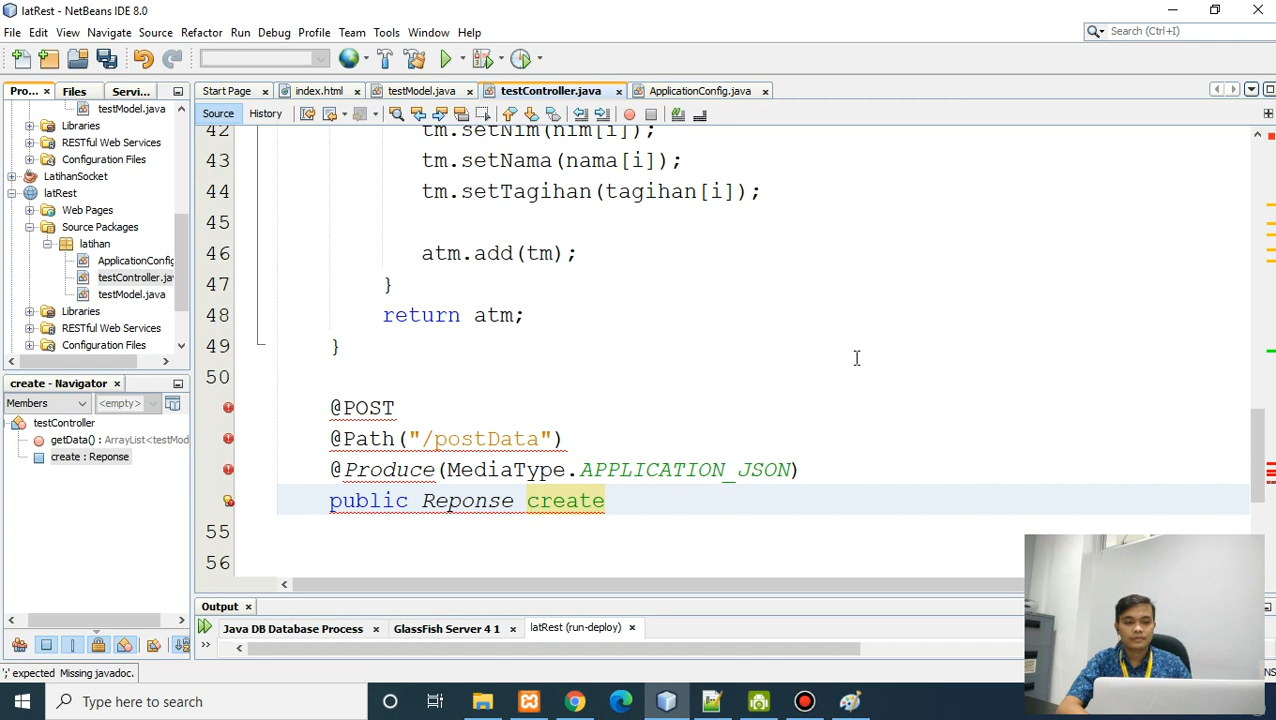 latRest - NetBeans IDE 8.0
File Edit View Navigate Source Refactor Run Debug Profile Team Tools Window Help
Search (Ctrl+I)
Pro... Files Servi...
Start Page index.html testModel.java testController.java ApplicationConfig.java
Source History
testModel.java
Libraries
RESTful Web Services
Configuration Files
LatihanSocket
latRest
Web Pages
Source Packages
latihan
ApplicationConfig
testController.ja
testModel.java
Libraries
RESTful Web Services
Configuration Files
create - Navigator
Members <empty>
testController
getData() : ArrayList<testMod
create : Reponse
42 tm.setNim(nim[i]);
43 tm.setNama(nama[i]);
44 tm.setTagihan(tagihan[i]);
45
46 atm.add(tm);
47 }
48 return atm;
49 }
50
@POST
@Path("/postData")
@Produce(MediaType.APPLICATION_JSON)
public Reponse create
55
56
Output
Java DB Database Process GlassFish Server 4 1 latRest (run-deploy)
';' expected Missing javadoc.
Type here to search